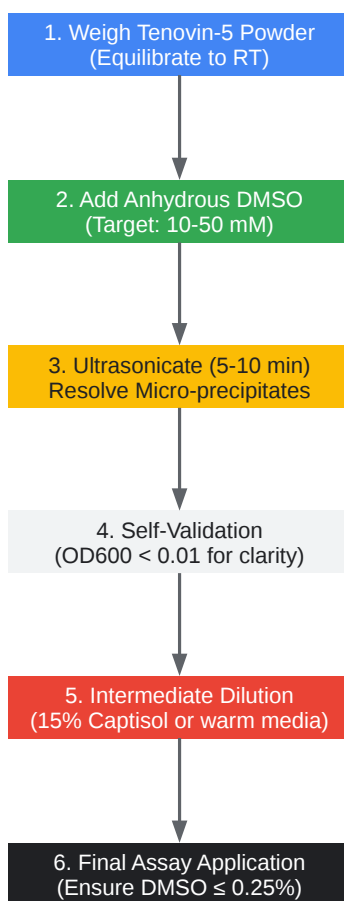 1. Weigh Tenovin-5 Powder
(Equilibrate to RT)
2. Add Anhydrous DMSO
(Target: 10-50 mM)
3. Ultrasonicate (5-10 min)
Resolve Micro-precipitates
4. Self-Validation
(OD600 < 0.01 for clarity)
5. Intermediate Dilution
(15% Captisol or warm media)
6. Final Assay Application
(Ensure DMSO ≤ 0.25%)